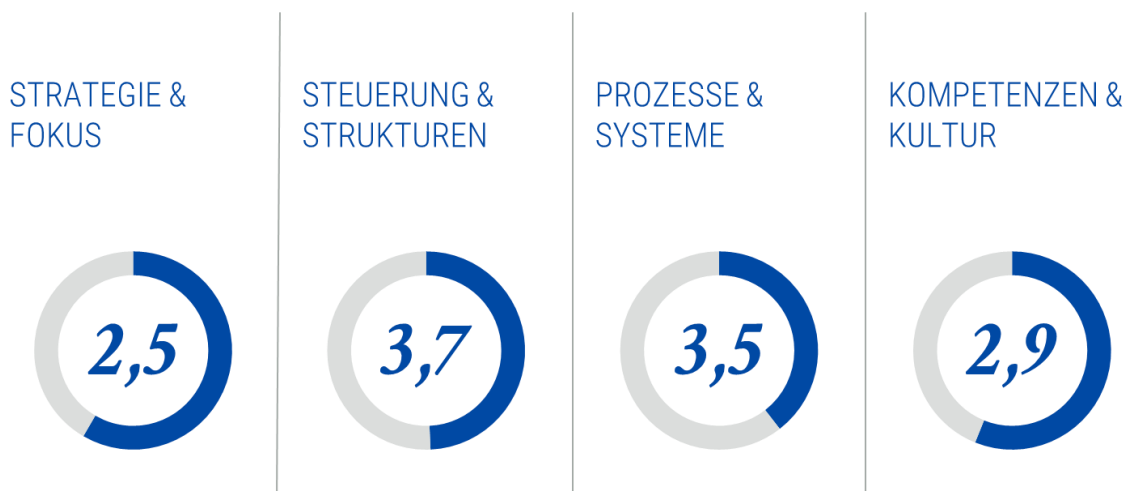 STRATEGIE &
FOKUS
2,5
STEUERUNG &
STRUKTUREN
3,7
PROZESSE &
SYSTEME
3,5
KOMPETENZEN &
KULTUR
2,9